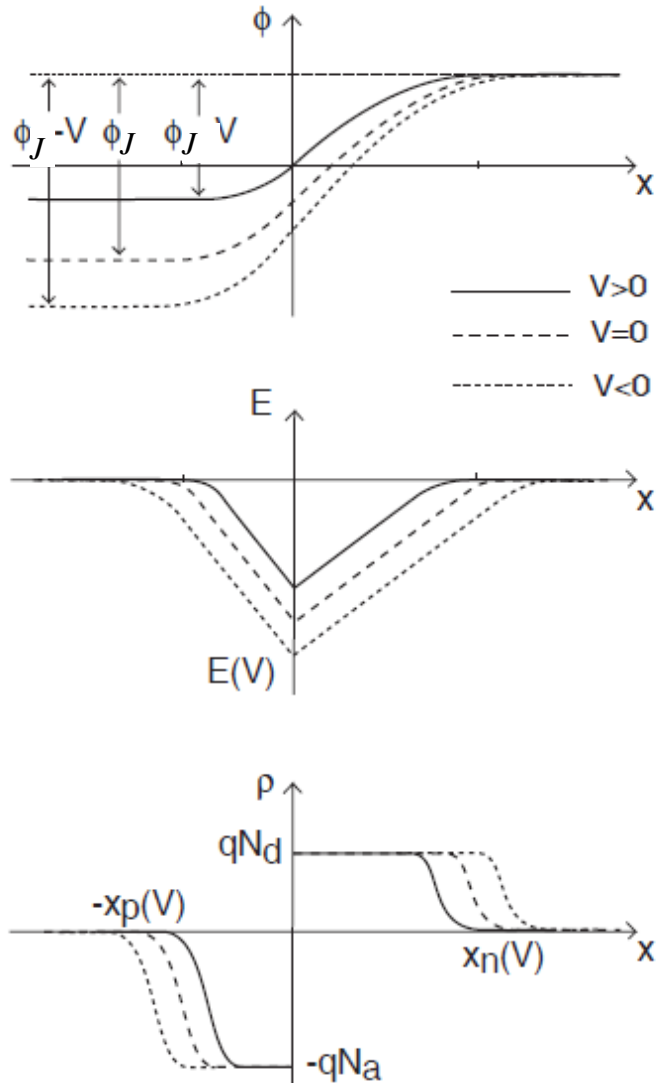 ϕ
ϕJ -V ϕJ ϕJ V
x
V>0
V=0
V<0
E
x
E(V)
ρ
qNd
-xp(V)
xn(V)
x
-qNa